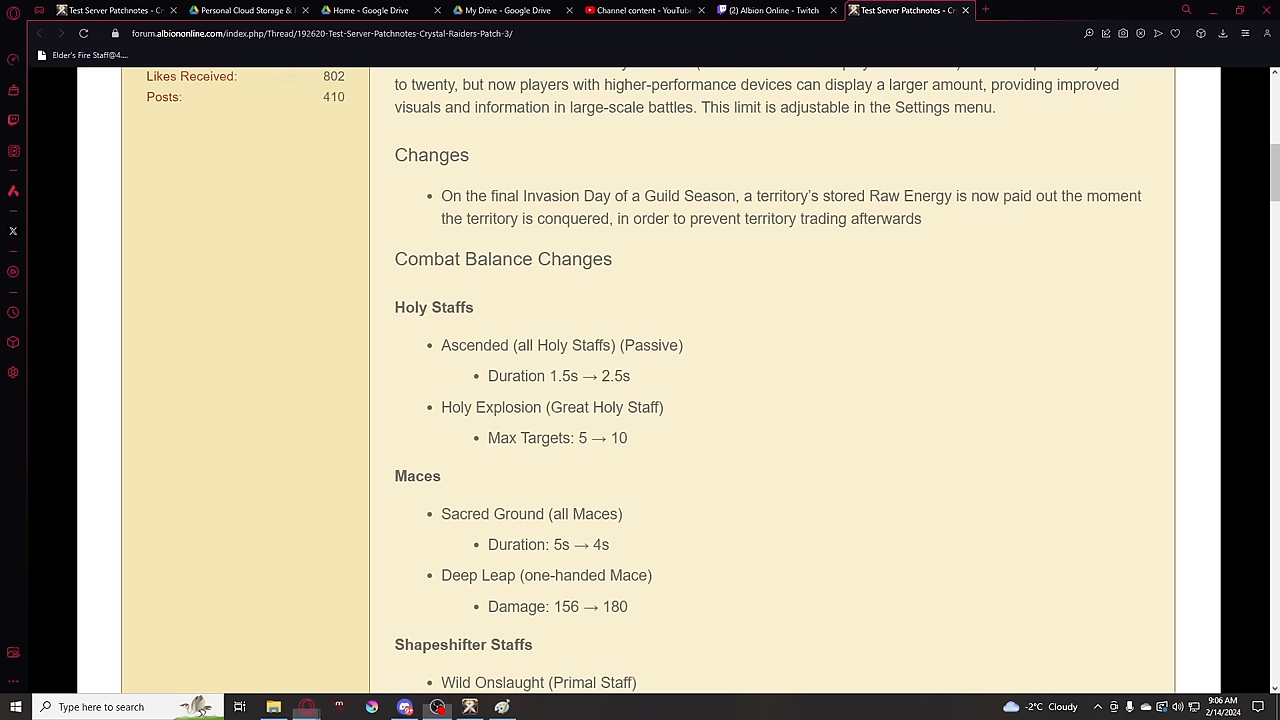 Test Server Patchnotes - Cr
Personal Cloud Storage &
Home - Google Drive
My Drive - Google Drive
Channel content - YouTub
(2) Albion Online - Twitch
Test Server Patchnotes - C
forum.albiononline.com/index.php/Thread/192620-Test-Server-Patchnotes-Crystal-Raiders-Patch-3/
Elder's Fire Staff@4....
Likes Received: 802
Posts: 410
to twenty, but now players with higher-performance devices can display a larger amount, providing improved
visuals and information in large-scale battles. This limit is adjustable in the Settings menu.
Changes
• On the final Invasion Day of a Guild Season, a territory’s stored Raw Energy is now paid out the moment
the territory is conquered, in order to prevent territory trading afterwards
Combat Balance Changes
Holy Staffs
• Ascended (all Holy Staffs) (Passive)
• Duration 1.5s → 2.5s
• Holy Explosion (Great Holy Staff)
• Max Targets: 5 → 10
Maces
• Sacred Ground (all Maces)
• Duration: 5s → 4s
• Deep Leap (one-handed Mace)
• Damage: 156 → 180
Shapeshifter Staffs
• Wild Onslaught (Primal Staff)
Type here to search
-2°C Cloudy
9:06 AM
2/14/2024